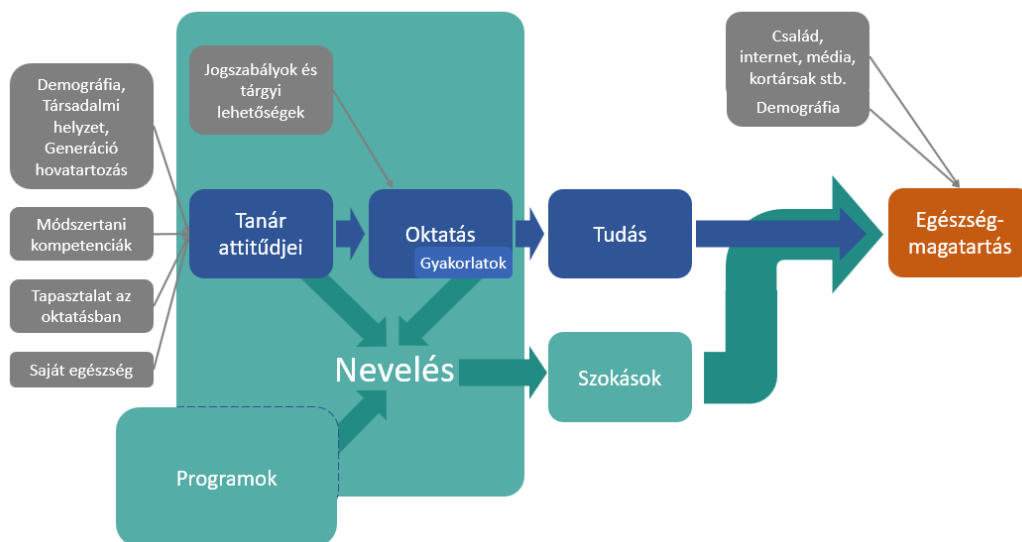 Demográfia,
Társadalmi
helyzet,
Generáció
hovatartozás
Módszertani
kompetenciák
Tapasztalat az
oktatásban
Saját egészség
Jogszabályok és
tárgyi
lehetőségek
Tanár
attitűdjei
Oktatás
Gyakorlatok
Nevelés
Programok
Tudás
Szokások
Család,
internet, média,
kortársak stb.
Demográfia
Egészség-
magatartás